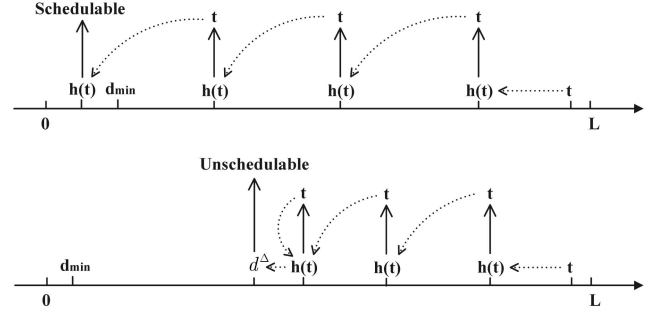 Schedulable
t t t
h(t) dmin h(t) h(t) h(t) t
0 L
Unschedulable
t t t
dmin d^Δ h(t) h(t) h(t) t
0 L